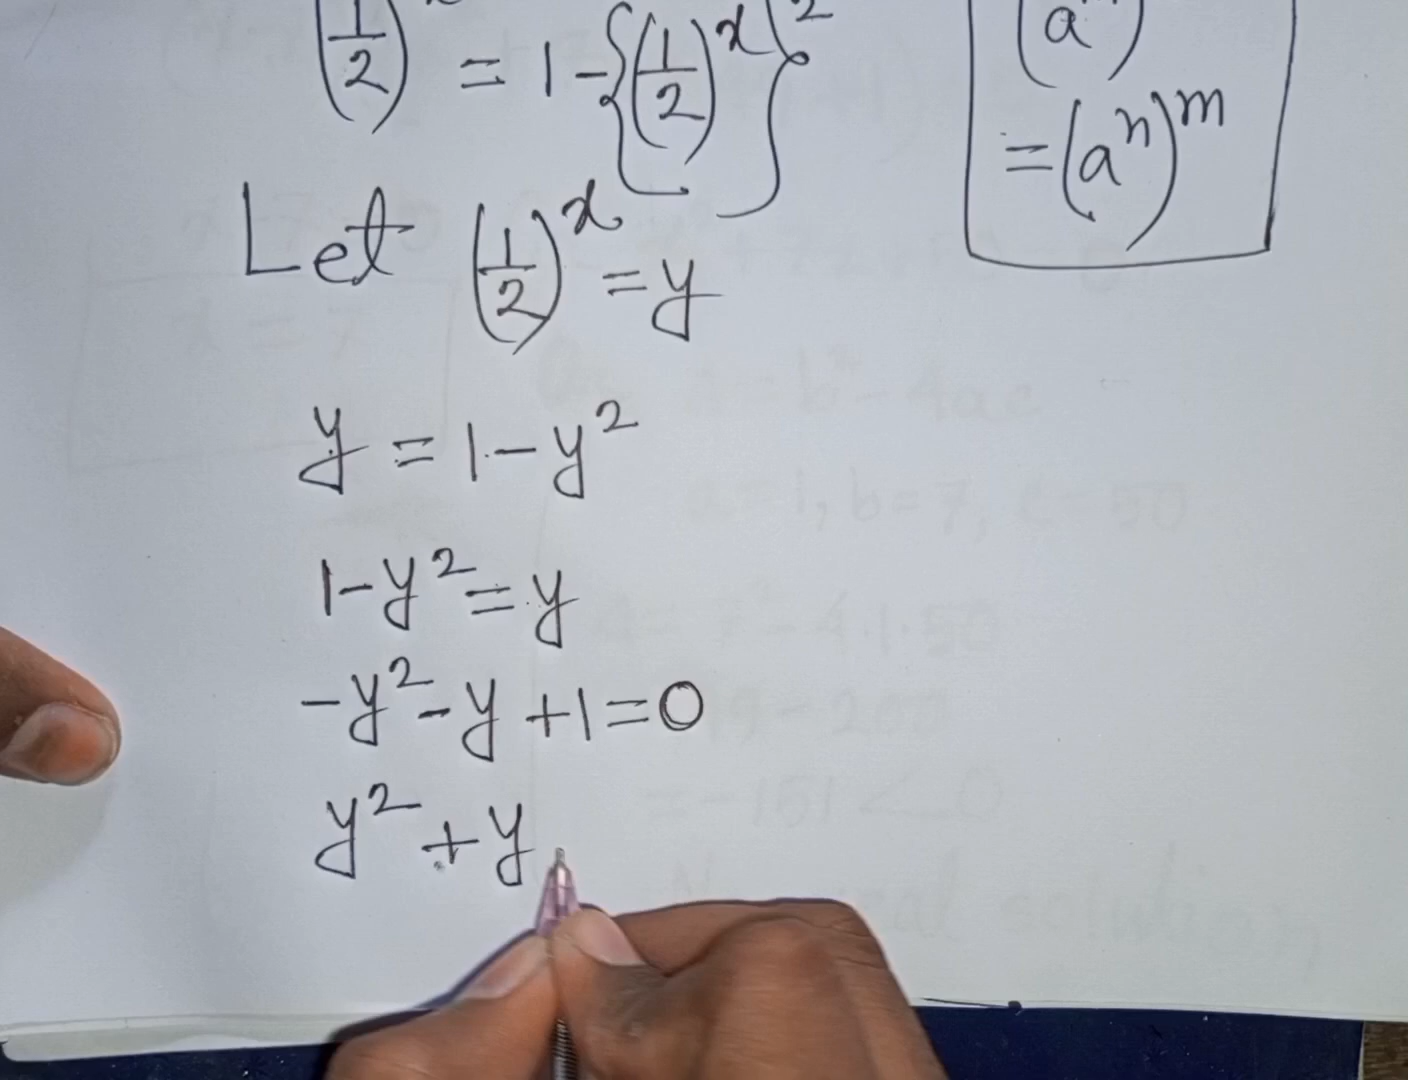 (1/2)^x = 1-{(1/2)^x}^2
(a^m)
=(a^n)^m
Let (1/2)^x = y
y = 1-y^2
1-y^2 = y
-y^2-y+1=0
y^2+y